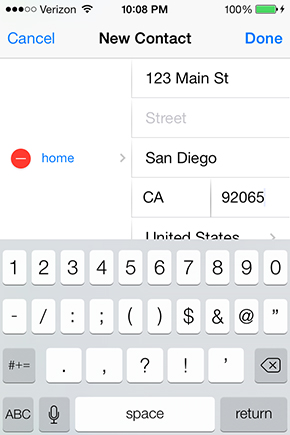 Verizon 10:08 PM 100%
Cancel New Contact Done
123 Main St
Street
home San Diego
CA 92065
United States
1 2 3 4 5 6 7 8 9 0
- / : ; ( ) $ & @ "
#+= . , ? ! '
ABC space return